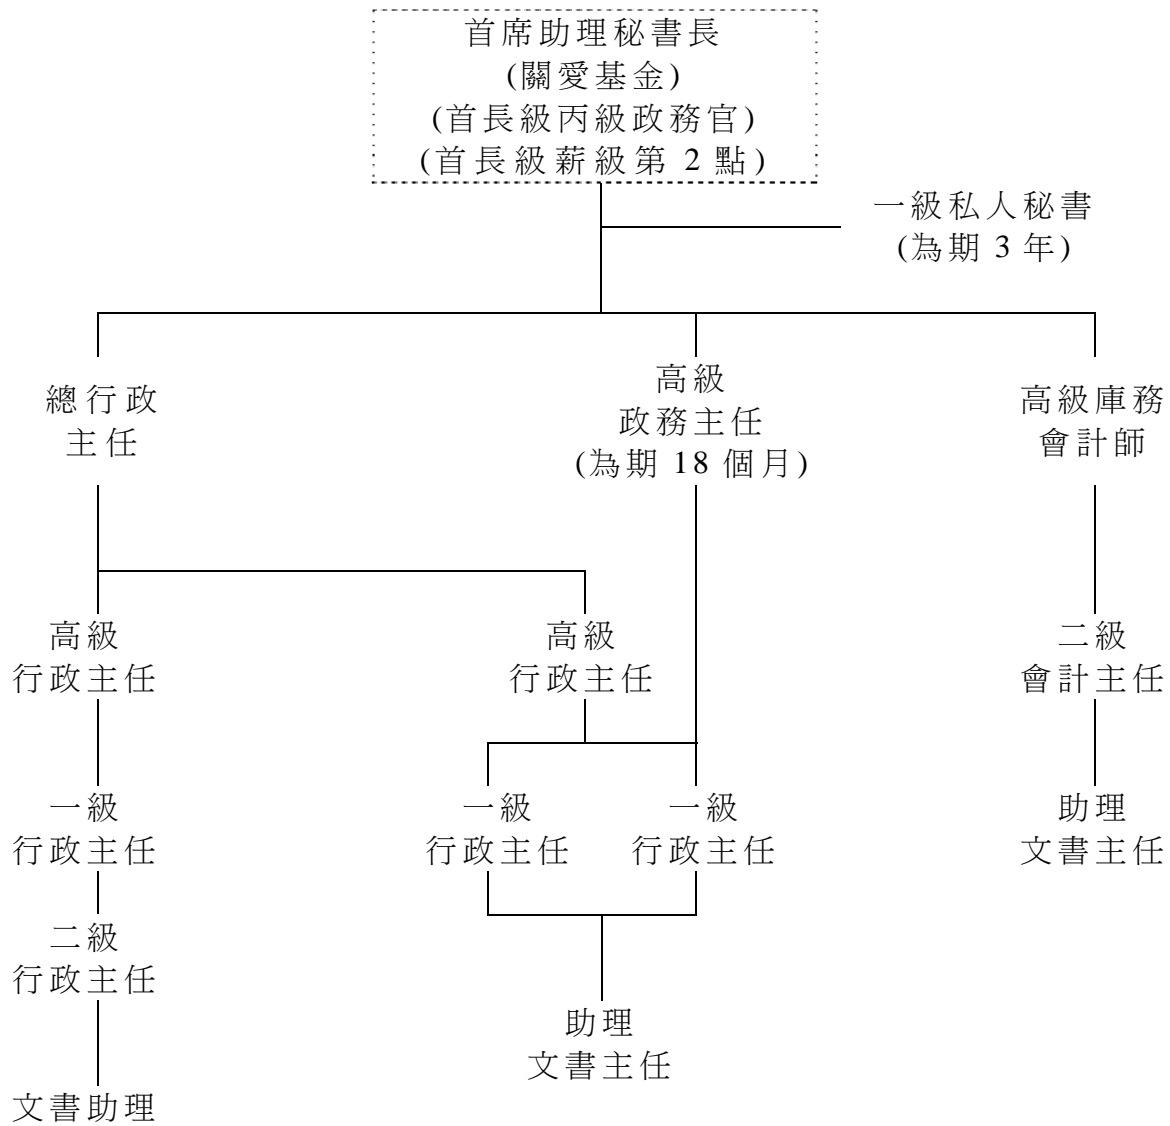 首席助理秘書長
(關愛基金)
(首長級丙級政務官)
(首長級薪級第 2 點)
一級私人秘書
(為期 3 年)
總行政
主任
高級
政務主任
(為期 18 個月)
高級庫務
會計師
高級
行政主任
高級
行政主任
二級
會計主任
一級
行政主任
一級
行政主任
一級
行政主任
助理
文書主任
二級
行政主任
助理
文書主任
文書助理